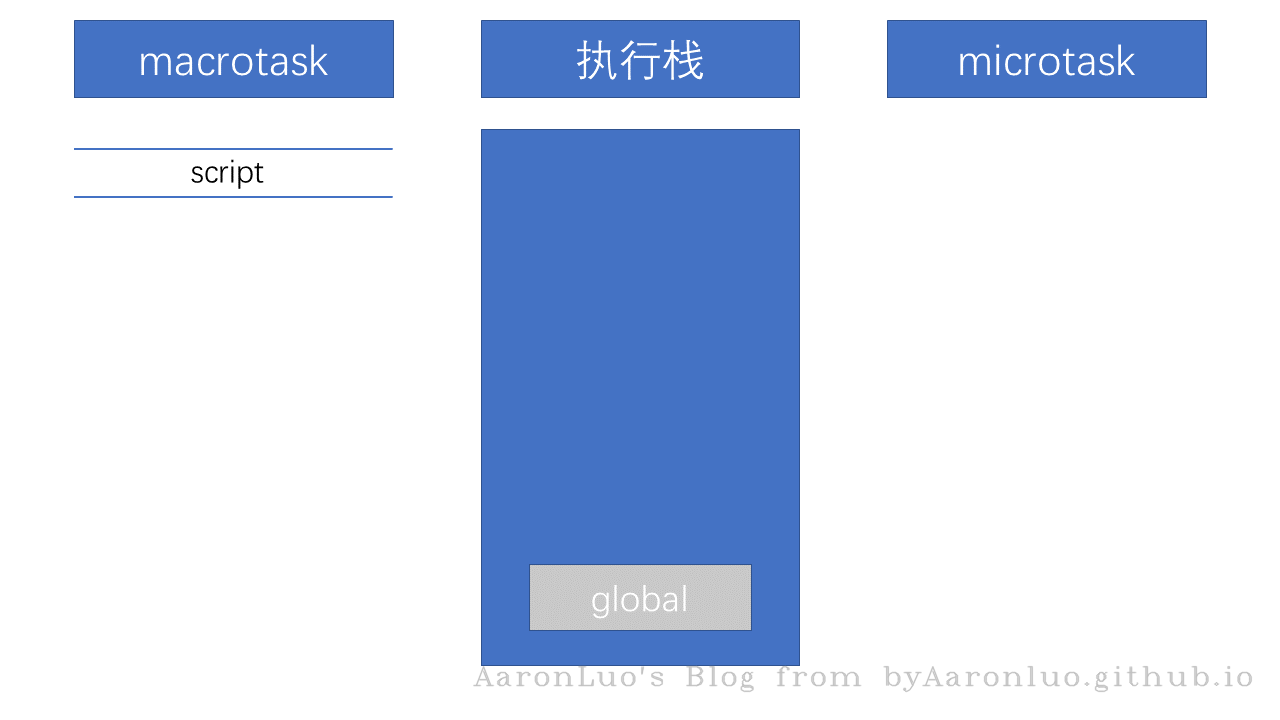 macrotask
执行栈
microtask
script
global
AaronLuo's Blog from byAaronluo.github.io